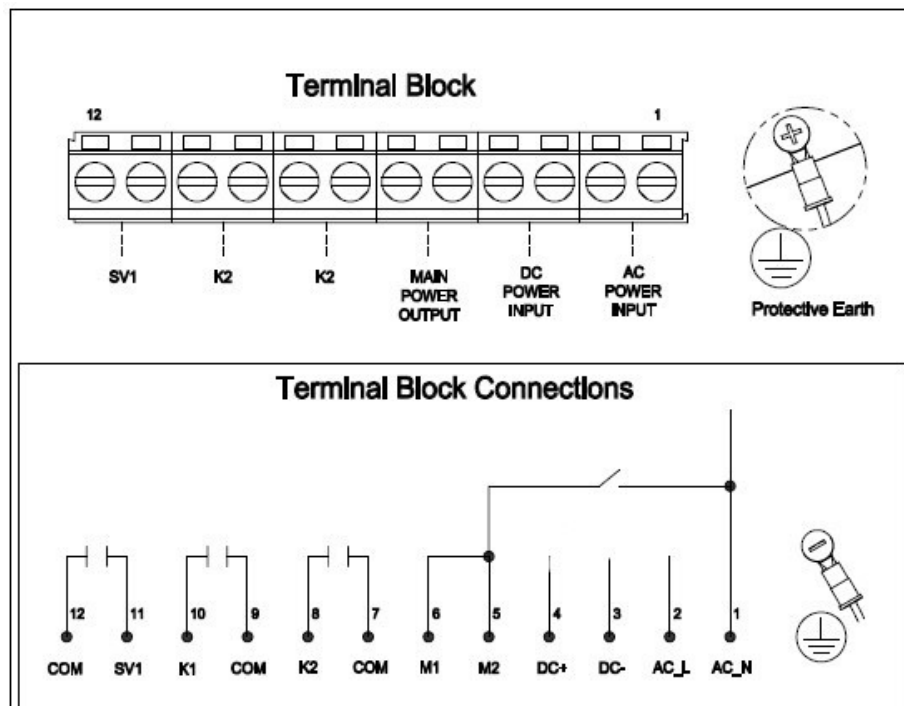 Terminal Block
12 1
SV1 K2 K2 MAIN POWER OUTPUT DC POWER INPUT AC POWER INPUT
Protective Earth
Terminal Block Connections
12 11 10 9 8 7 6 5 4 3 2 1
COM SV1 K1 COM K2 COM M1 M2 DC+ DC- AC_L AC_N